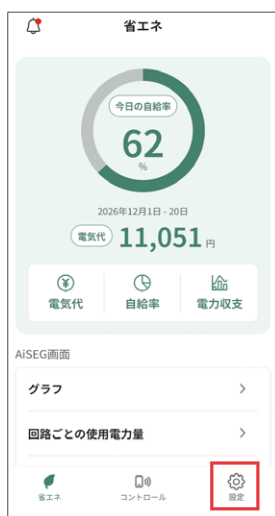 省エネ
今日の自給率
62
%
2026年12月1日 - 20日
電気代 11,051 円
電気代 自給率 電力収支
AiSEG画面
グラフ
回路ごとの使用電力量
省エネ コントロール 設定